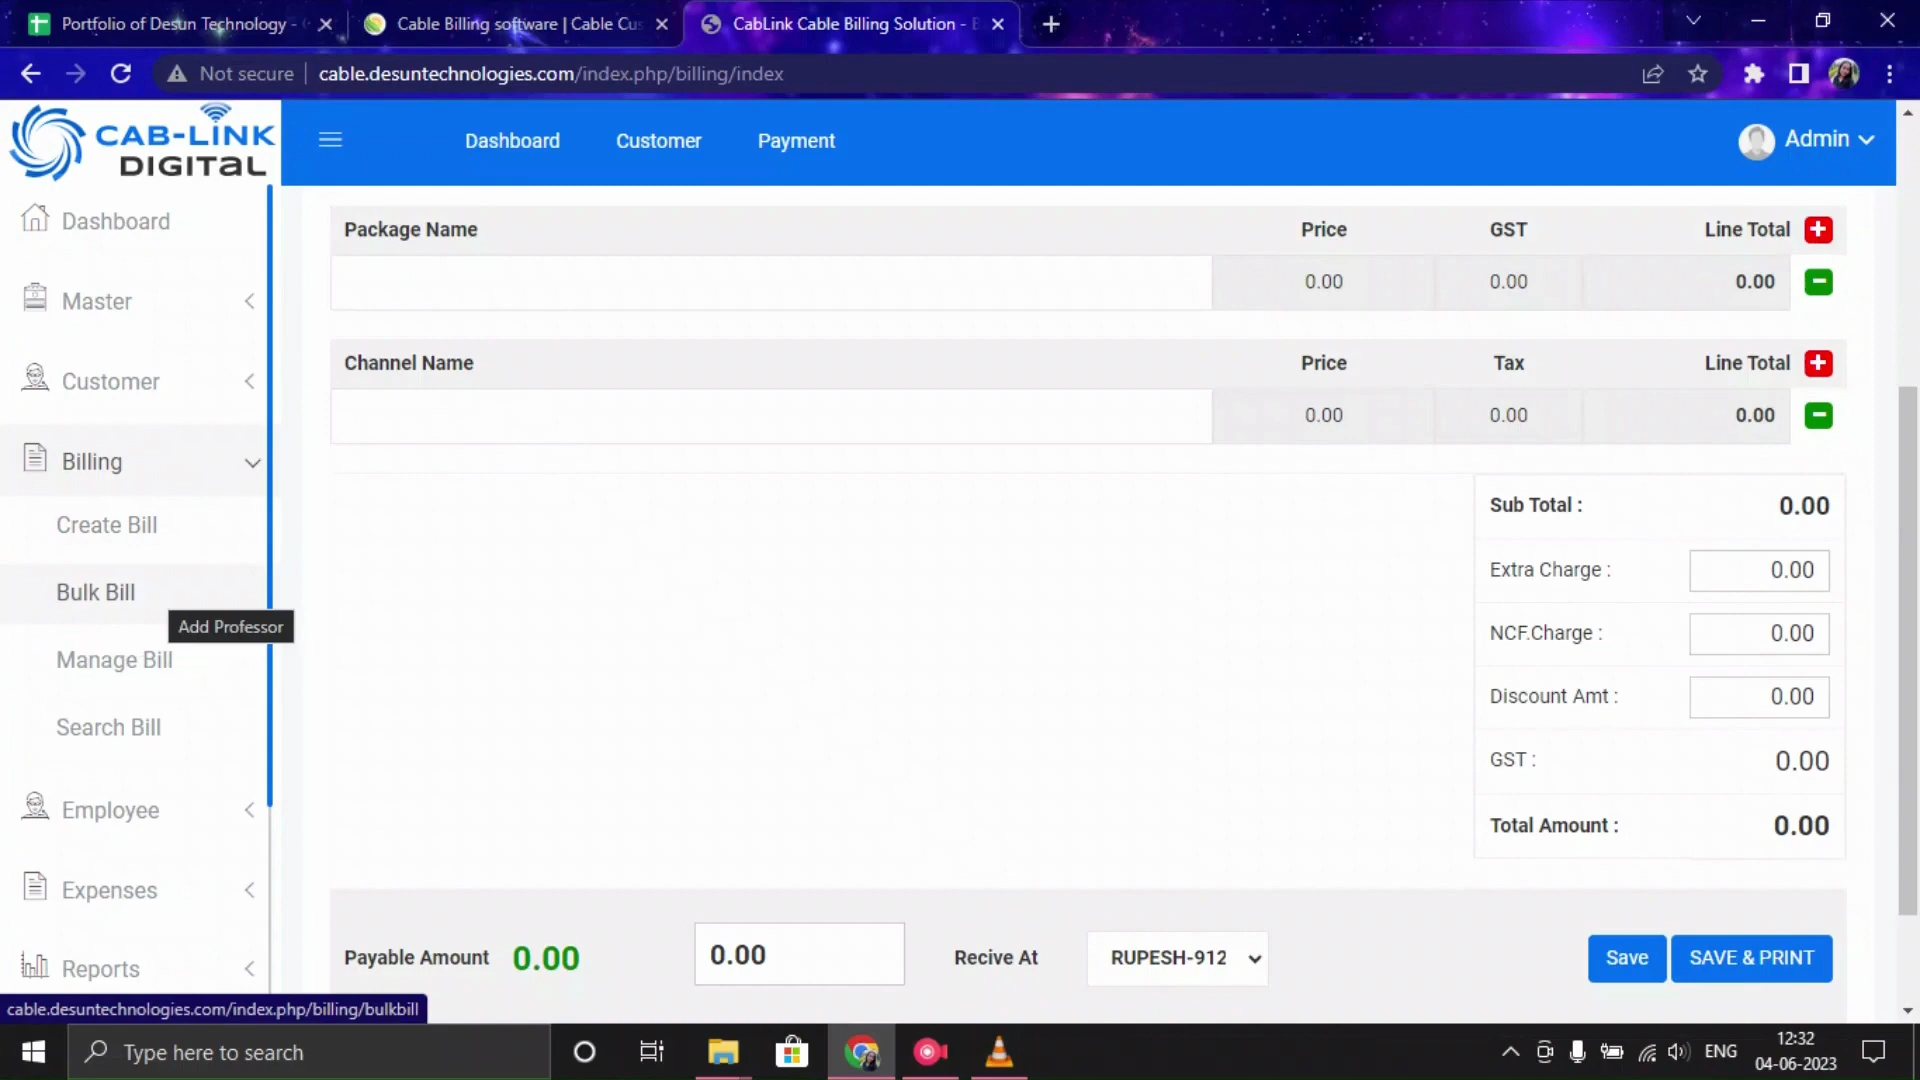 Portfolio of Desun Technology -
Cable Billing software | Cable Cus
CabLink Cable Billing Solution -
Not secure
cable.desuntechnologies.com/index.php/billing/index
CAB-LINK
DIGITAL
Dashboard
Customer
Payment
Admin
Dashboard
Master
Customer
Billing
Create Bill
Bulk Bill
Add Professor
Manage Bill
Search Bill
Employee
Expenses
Reports
Package Name Price GST Line Total
0.00 0.00 0.00
Channel Name Price Tax Line Total
0.00 0.00 0.00
Sub Total : 0.00
Extra Charge : 0.00
NCF.Charge : 0.00
Discount Amt : 0.00
GST : 0.00
Total Amount : 0.00
Payable Amount 0.00 0.00 Recive At RUPESH-912 Save SAVE & PRINT
cable.desuntechnologies.com/index.php/billing/bulkbill
Type here to search
ENG
12:32
04-06-2023